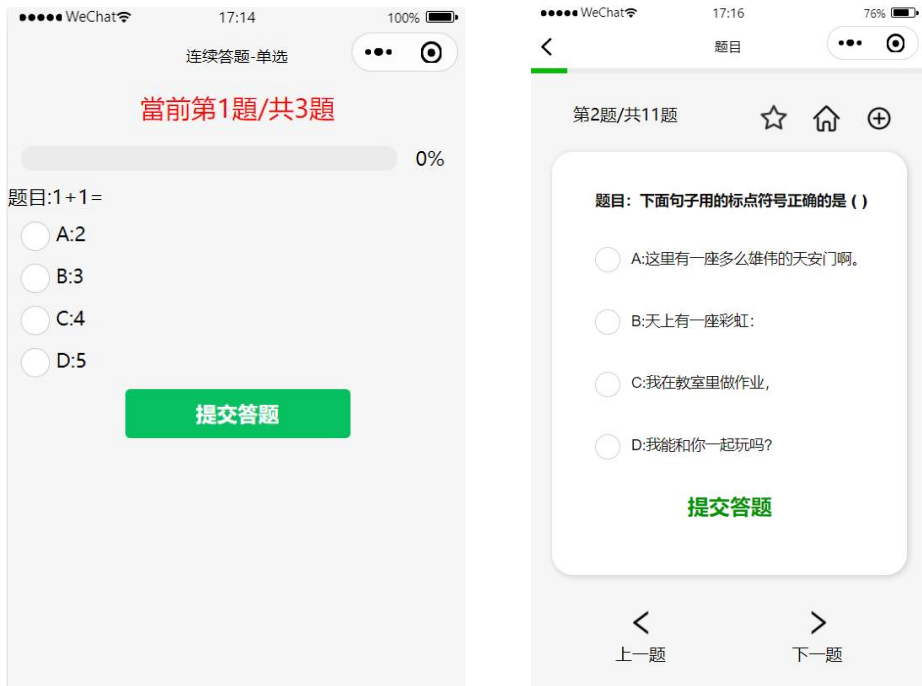 WeChat 17:14 100%
连续答题-单选
當前第1題/共3題
0%
题目:1+1=
A:2
B:3
C:4
D:5
提交答题
WeChat 17:16 76%
题目
第2题/共11题
题目：下面句子用的标点符号正确的是 ( )
A:这里有一座多么雄伟的天安门啊。
B:天上有一座彩虹：
C:我在教室里做作业，
D:我能和你一起玩吗?
提交答题
上一题 下一题